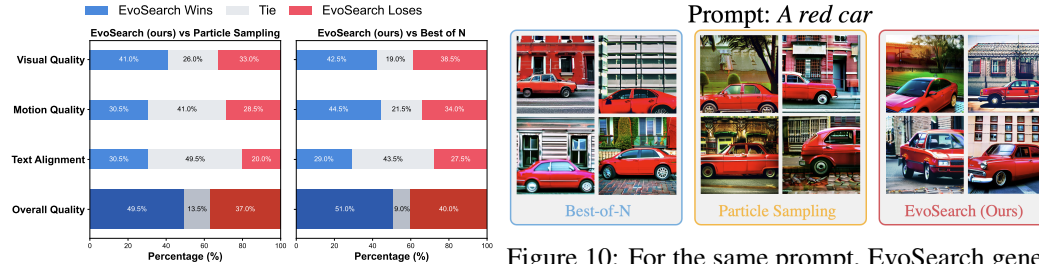 EvoSearch Wins Tie EvoSearch Loses
EvoSearch (ours) vs Particle Sampling
EvoSearch (ours) vs Best of N
Visual Quality
41.0% 26.0% 33.0%
42.5% 19.0% 38.5%
Motion Quality
30.5% 41.0% 28.5%
44.5% 21.5% 34.0%
Text Alignment
30.5% 49.5% 20.0%
29.0% 43.5% 27.5%
Overall Quality
49.5% 13.5% 37.0%
51.0% 9.0% 40.0%
0 20 40 60 80 100
0 20 40 60 80 100
Percentage (%)
Percentage (%)
Prompt: A red car
Best-of-N
Particle Sampling
EvoSearch (Ours)
Figure 10: For the same prompt, EvoSearch gene